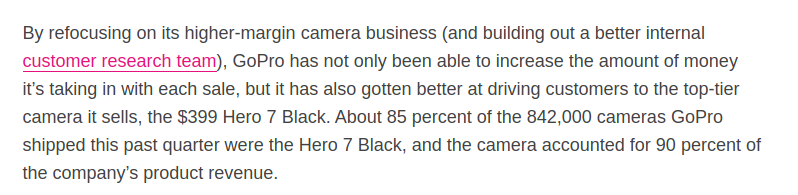 By refocusing on its higher-margin camera business (and building out a better internal
customer research team), GoPro has not only been able to increase the amount of money
it’s taking in with each sale, but it has also gotten better at driving customers to the top-tier
camera it sells, the $399 Hero 7 Black. About 85 percent of the 842,000 cameras GoPro
shipped this past quarter were the Hero 7 Black, and the camera accounted for 90 percent of
the company’s product revenue.